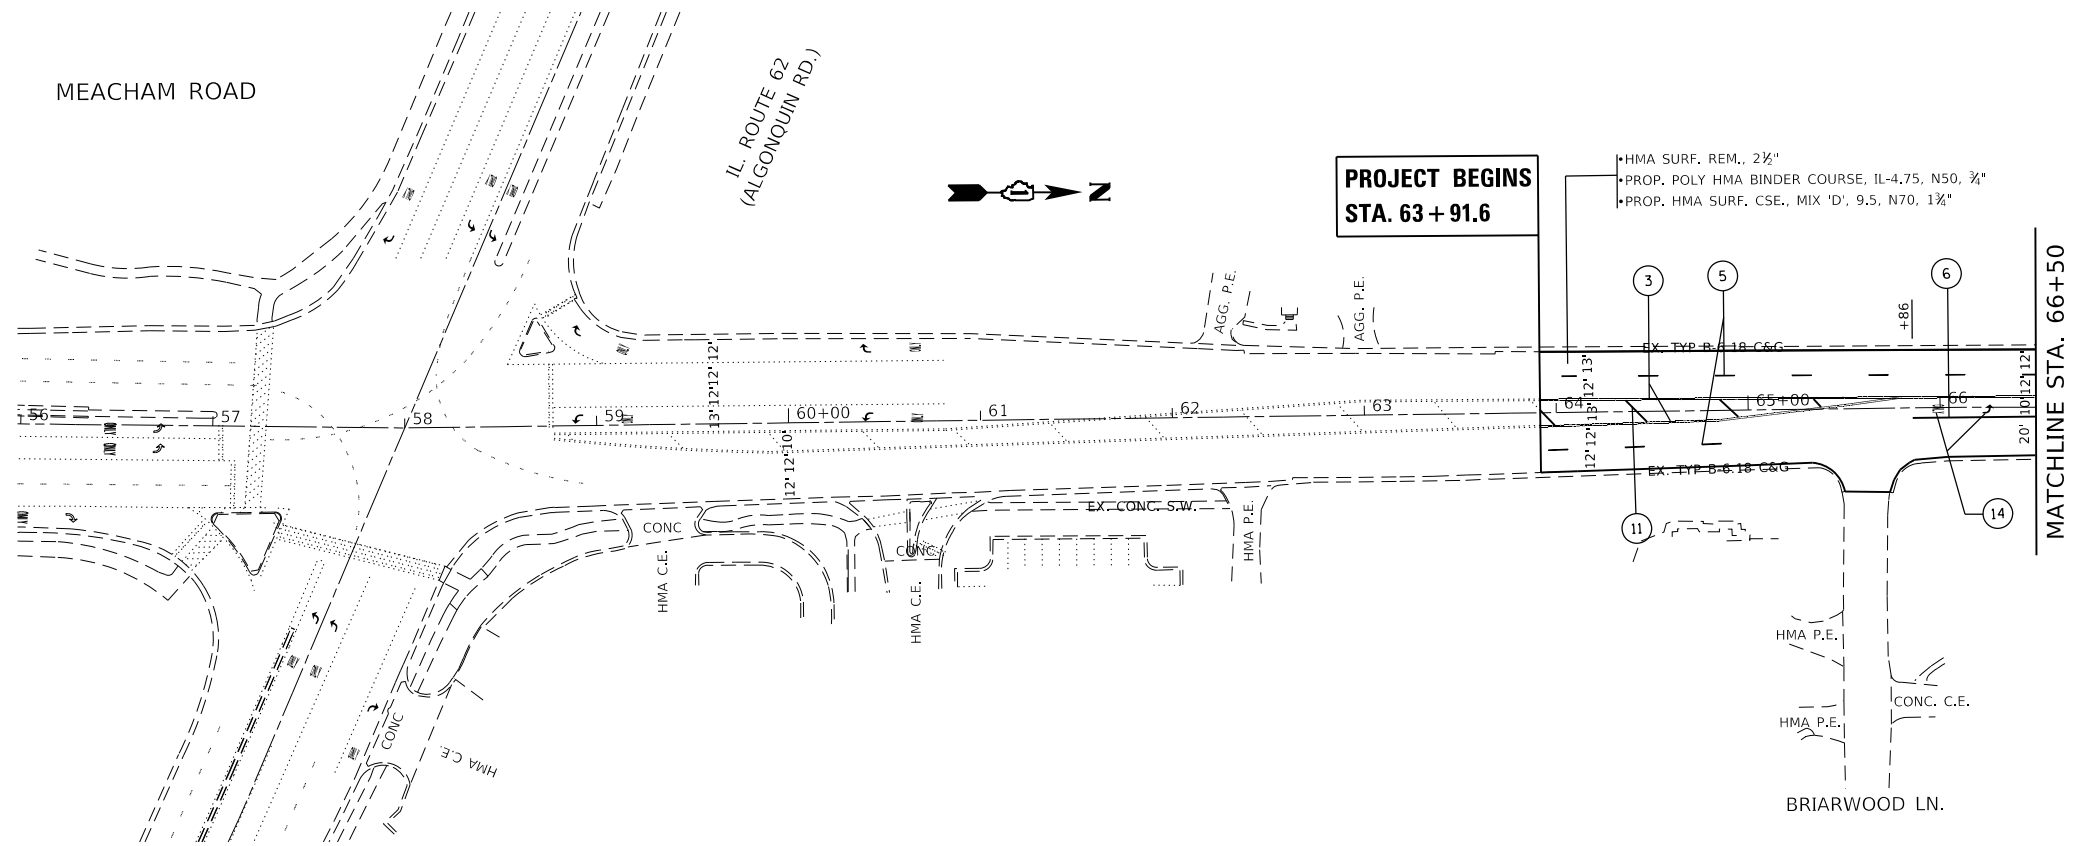 MEACHAM ROAD
IL. ROUTE 62
(ALGONQUIN RD.)
N
PROJECT BEGINS
STA. 63 + 91.6
•HMA SURF. REM., 2½"
•PROP. POLY HMA BINDER COURSE, IL-4.75, N50, ¾"
•PROP. HMA SURF. CSE., MIX 'D', 9.5, N70, 1¾"
MATCHLINE STA. 66+50
3
5
6
+86
AGG. P.E.
AGG. P.E.
EX. TYP B-6.18 C&G
13' 12' 12' 12'
12' 12' 10'
12' 12' 13' 12' 13'
20' 10' 12' 12'
56
57
58
59
60+00
61
62
63
64
65+00
66
ONLY
ONLY
ONLY
EX. TYP B-6.18 C&G
EX. CONC. S.W.
11
14
CONC
CONC
HMA P.E.
HMA C.E.
HMA C.E.
CONC
HMA C.E.
HMA P.E.
HMA P.E.
CONC. C.E.
BRIARWOOD LN.